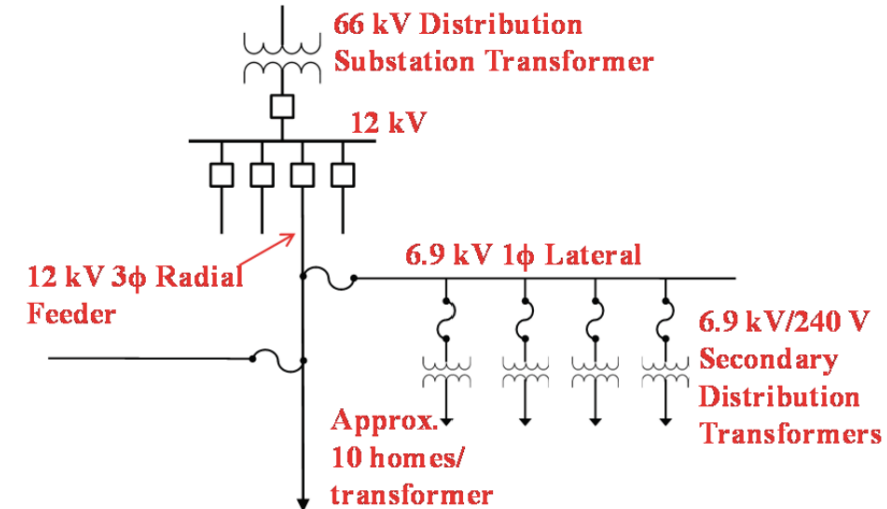 66 kV Distribution
Substation Transformer
12 kV
12 kV 3ϕ Radial
Feeder
6.9 kV 1ϕ Lateral
6.9 kV/240 V
Secondary
Distribution
Transformers
Approx.
10 homes/
transformer